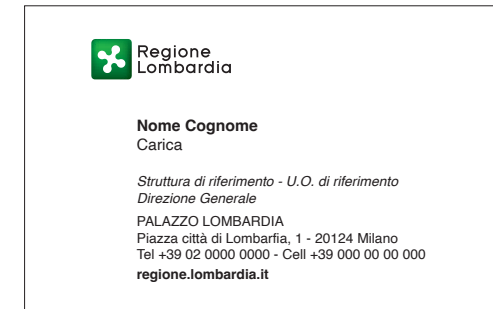 Regione
Lombardia
Nome Cognome
Carica
Struttura di riferimento - U.O. di riferimento
Direzione Generale
PALAZZO LOMBARDIA
Piazza città di Lombarfia, 1 - 20124 Milano
Tel +39 02 0000 0000 - Cell +39 000 00 00 000
regione.lombardia.it